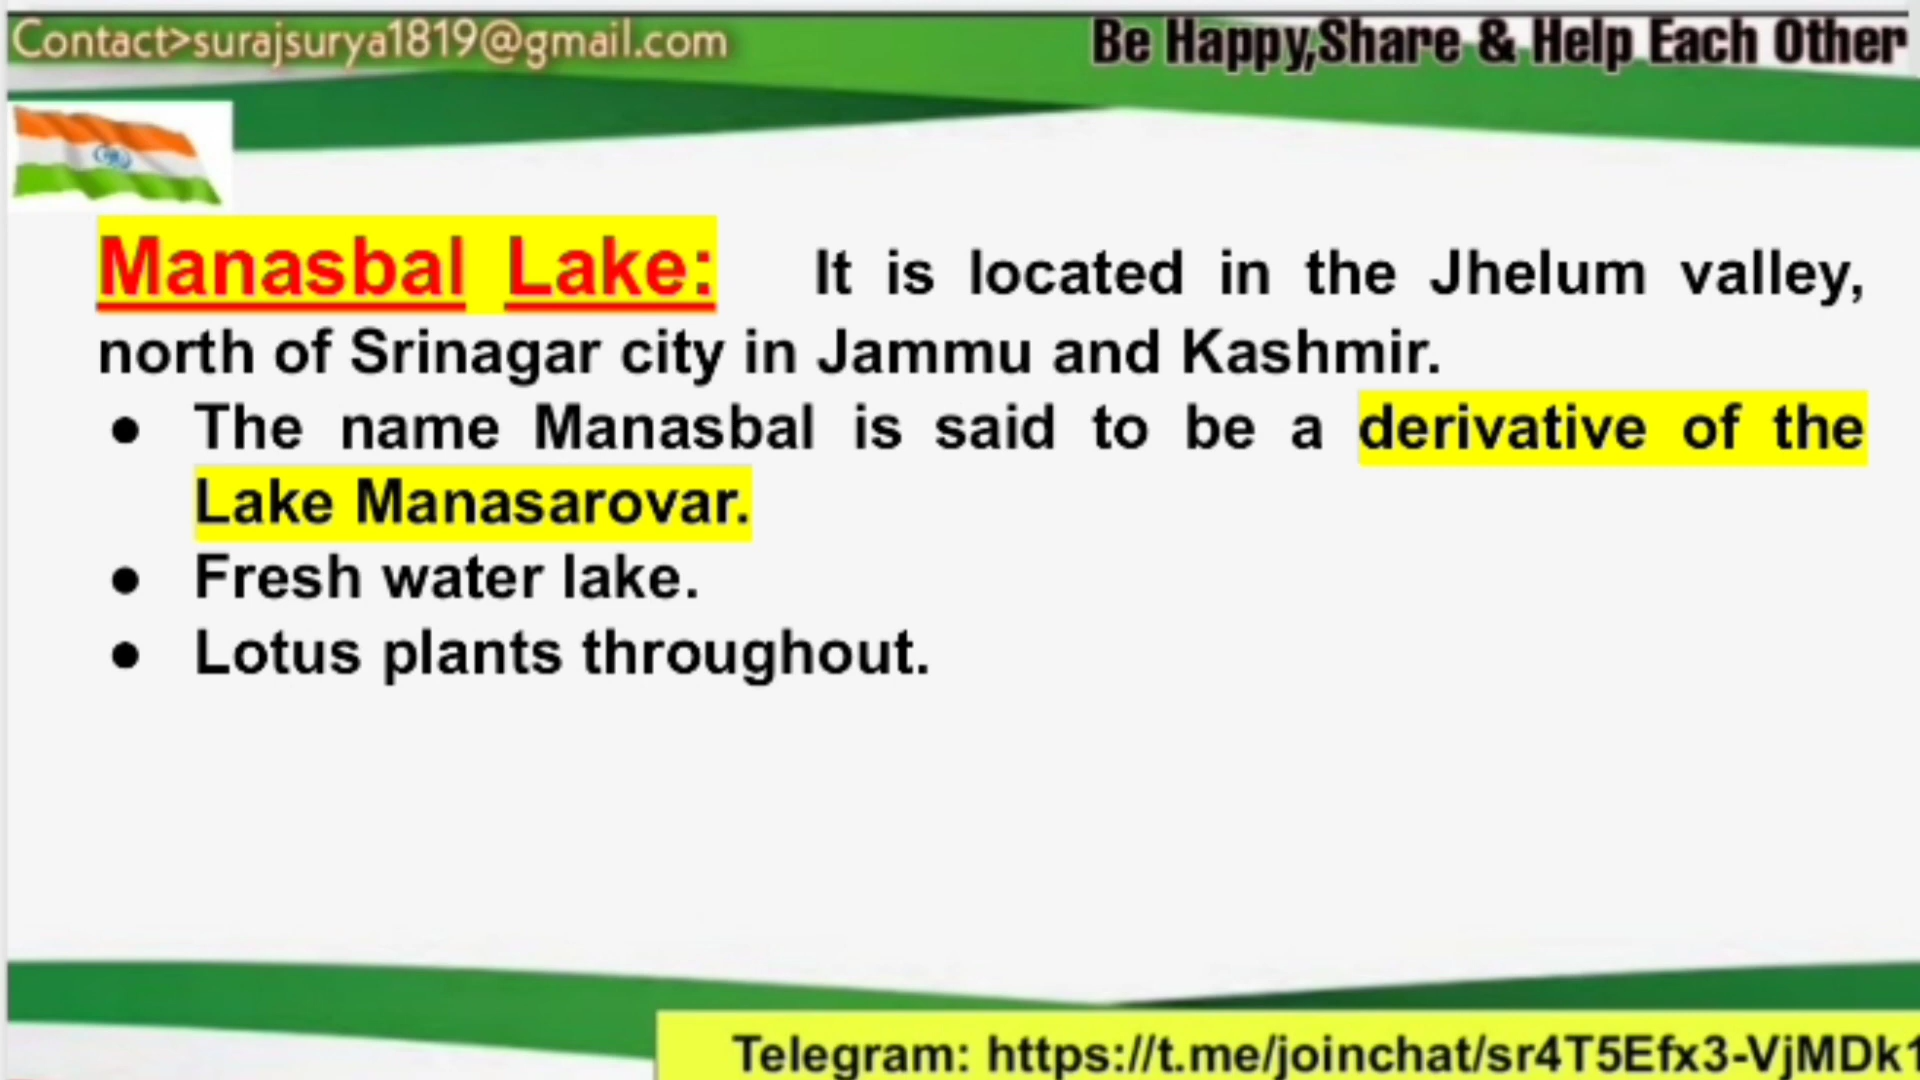 Contact>surajsurya1819@gmail.com
Be Happy,Share & Help Each Other
Manasbal Lake: It is located in the Jhelum valley,
north of Srinagar city in Jammu and Kashmir.
● The name Manasbal is said to be a derivative of the
Lake Manasarovar.
● Fresh water lake.
● Lotus plants throughout.
Telegram: https://t.me/joinchat/sr4T5Efx3-VjMDk1